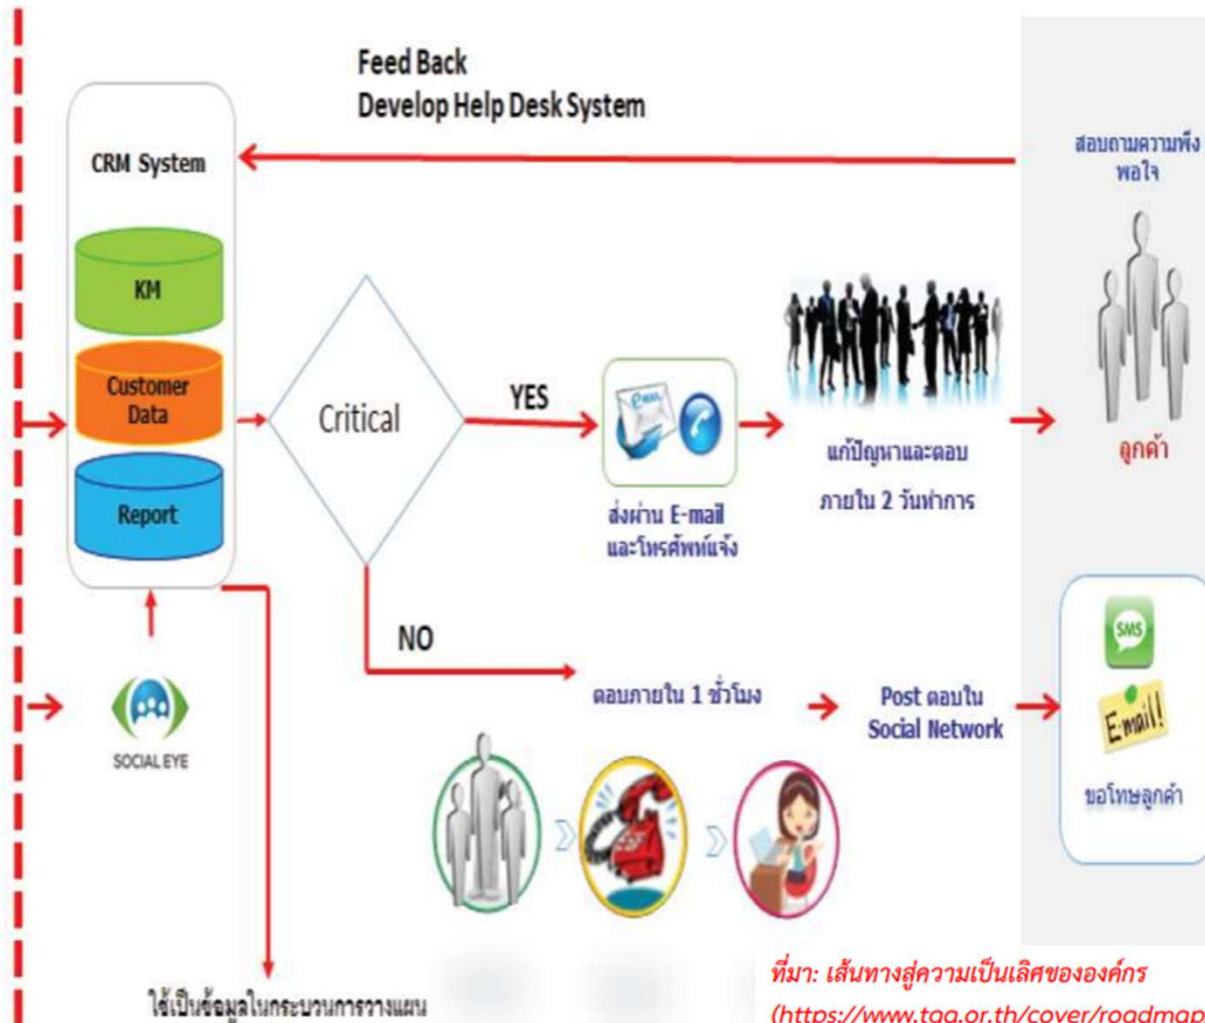 Feed Back
Develop Help Desk System
CRM System
KM
Customer
Data
Report
SOCIAL EYE
Critical
YES
NO
E-MAIL
ส่งผ่าน E-mail
และโทรศัพท์แจ้ง
แก้ปัญหาและตอบ
ภายใน 2 วันทำการ
สอบถามความพึง
พอใจ
ลูกค้า
ตอบภายใน 1 ชั่วโมง
Post ตอบใน
Social Network
SMS
E-mail!
ขอโทษลูกค้า
ใช้เป็นข้อมูลในกระบวนการวางแผน
ที่มา: เส้นทางสู่ความเป็นเลิศขององค์กร
(https://www.tqa.or.th/cover/roadmap